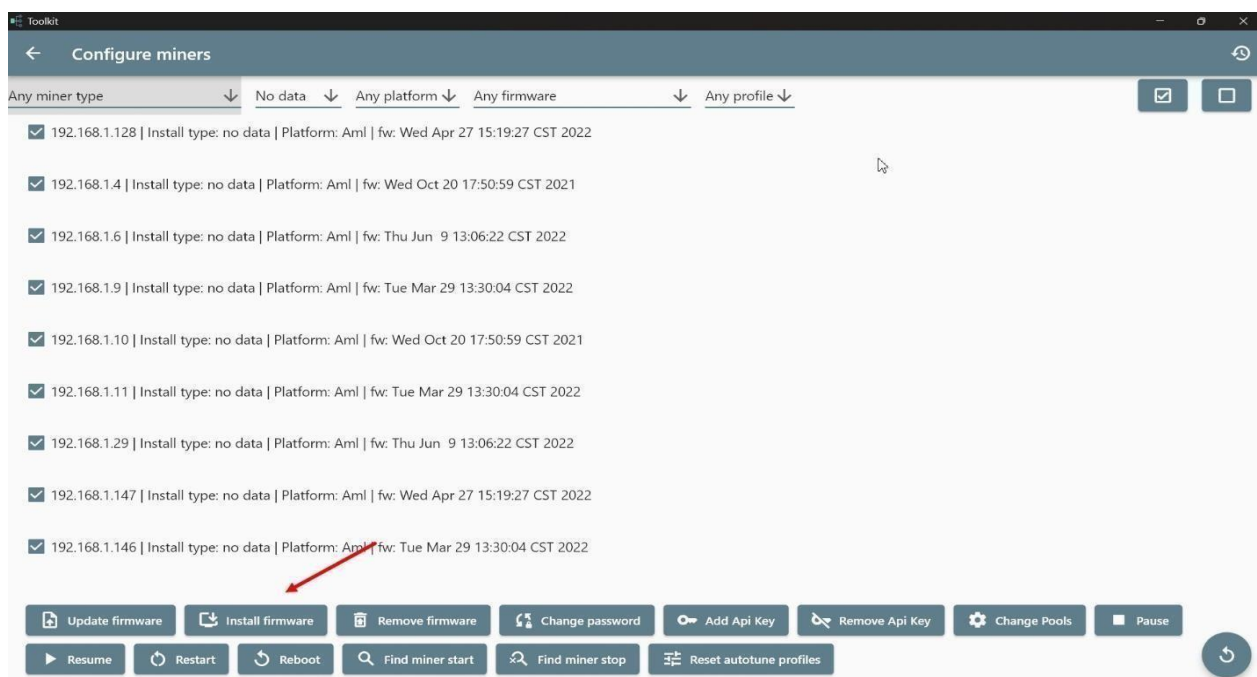 Toolkit
Configure miners
Any miner type No data Any platform Any firmware Any profile
192.168.1.128 | Install type: no data | Platform: Aml | fw: Wed Apr 27 15:19:27 CST 2022
192.168.1.4 | Install type: no data | Platform: Aml | fw: Wed Oct 20 17:50:59 CST 2021
192.168.1.6 | Install type: no data | Platform: Aml | fw: Thu Jun  9 13:06:22 CST 2022
192.168.1.9 | Install type: no data | Platform: Aml | fw: Tue Mar 29 13:30:04 CST 2022
192.168.1.10 | Install type: no data | Platform: Aml | fw: Wed Oct 20 17:50:59 CST 2021
192.168.1.11 | Install type: no data | Platform: Aml | fw: Tue Mar 29 13:30:04 CST 2022
192.168.1.29 | Install type: no data | Platform: Aml | fw: Thu Jun  9 13:06:22 CST 2022
192.168.1.147 | Install type: no data | Platform: Aml | fw: Wed Apr 27 15:19:27 CST 2022
192.168.1.146 | Install type: no data | Platform: Aml | fw: Tue Mar 29 13:30:04 CST 2022
Update firmware Install firmware Remove firmware Change password Add Api Key Remove Api Key Change Pools Pause
Resume Restart Reboot Find miner start Find miner stop Reset autotune profiles